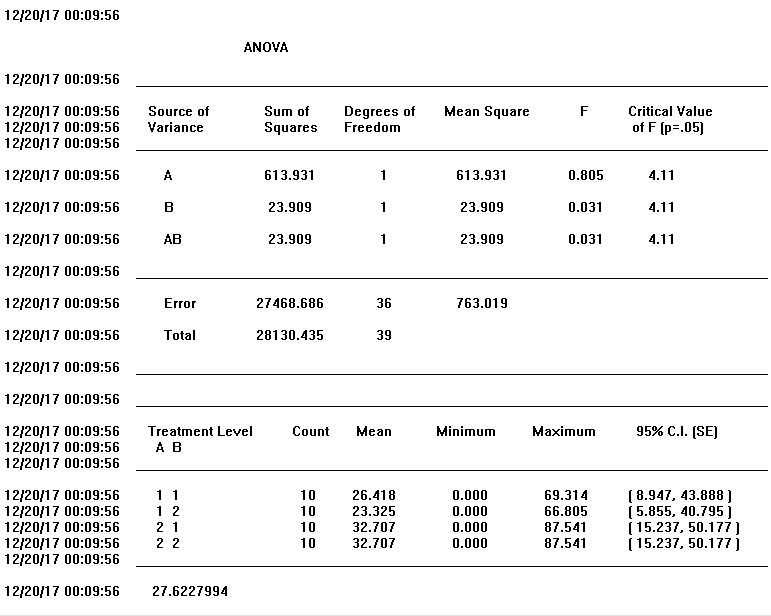 12/20/17 00:09:56
ANOVA
12/20/17 00:09:56
12/20/17 00:09:56 Source of Sum of Degrees of Mean Square F Critical Value
12/20/17 00:09:56 Variance Squares Freedom of F (p=.05)
12/20/17 00:09:56
12/20/17 00:09:56 A 613.931 1 613.931 0.805 4.11
12/20/17 00:09:56 B 23.909 1 23.909 0.031 4.11
12/20/17 00:09:56 AB 23.909 1 23.909 0.031 4.11
12/20/17 00:09:56
12/20/17 00:09:56 Error 27468.686 36 763.019
12/20/17 00:09:56 Total 28130.435 39
12/20/17 00:09:56
12/20/17 00:09:56
12/20/17 00:09:56 Treatment Level Count Mean Minimum Maximum 95% C.I. (SE)
12/20/17 00:09:56 A B
12/20/17 00:09:56
12/20/17 00:09:56 1 1 10 26.418 0.000 69.314 ( 8.947, 43.888 )
12/20/17 00:09:56 1 2 10 23.325 0.000 66.805 ( 5.855, 40.795 )
12/20/17 00:09:56 2 1 10 32.707 0.000 87.541 ( 15.237, 50.177 )
12/20/17 00:09:56 2 2 10 32.707 0.000 87.541 ( 15.237, 50.177 )
12/20/17 00:09:56
12/20/17 00:09:56 27.6227994